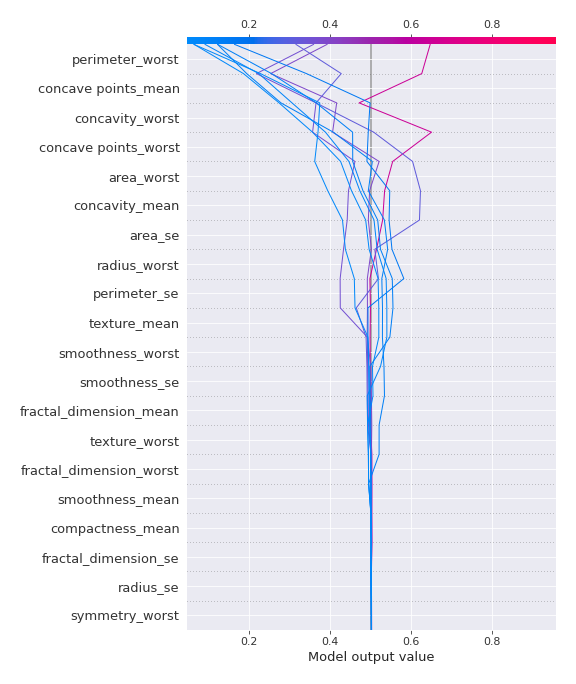 0.2 0.4 0.6 0.8
perimeter_worst
concave points_mean
concavity_worst
concave points_worst
area_worst
concavity_mean
area_se
radius_worst
perimeter_se
texture_mean
smoothness_worst
smoothness_se
fractal_dimension_mean
texture_worst
fractal_dimension_worst
smoothness_mean
compactness_mean
fractal_dimension_se
radius_se
symmetry_worst
0.2 0.4 0.6 0.8
Model output value